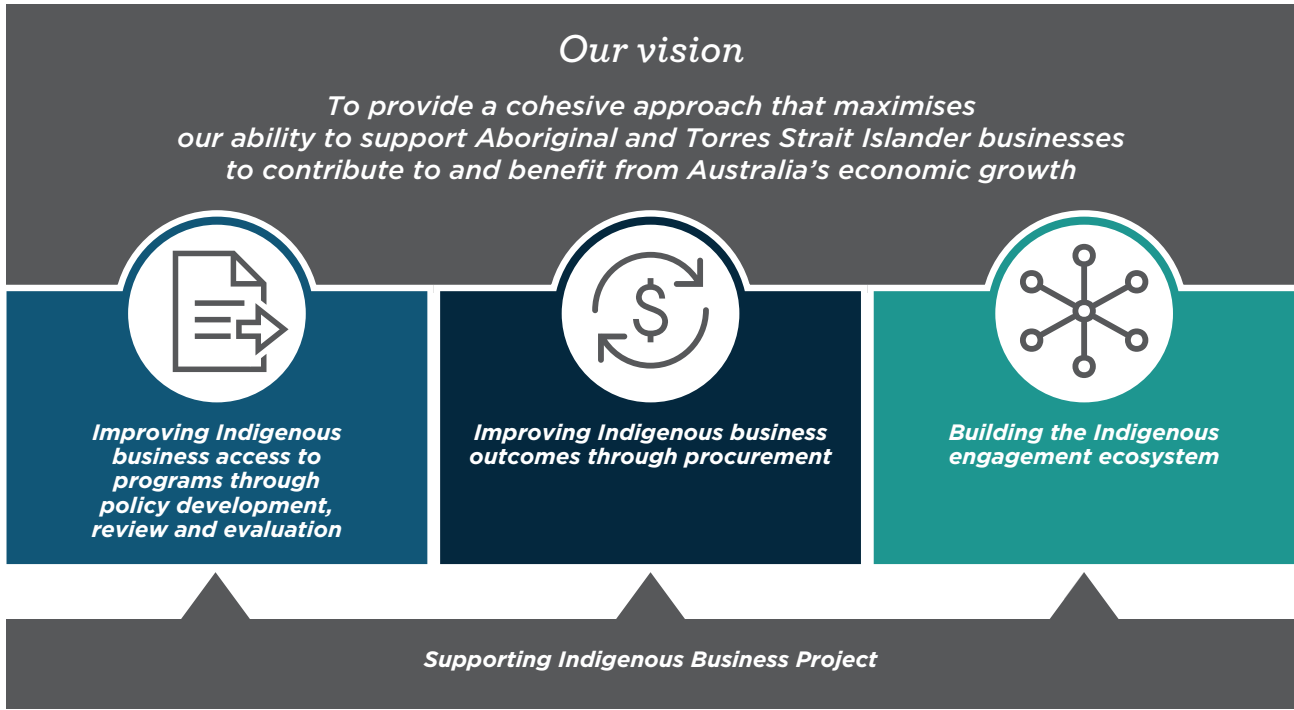 Our vision
To provide a cohesive approach that maximises
our ability to support Aboriginal and Torres Strait Islander businesses
to contribute to and benefit from Australia’s economic growth
Improving Indigenous
business access to
programs through
policy development,
review and evaluation
Improving Indigenous business
outcomes through procurement
Building the Indigenous
engagement ecosystem
Supporting Indigenous Business Project